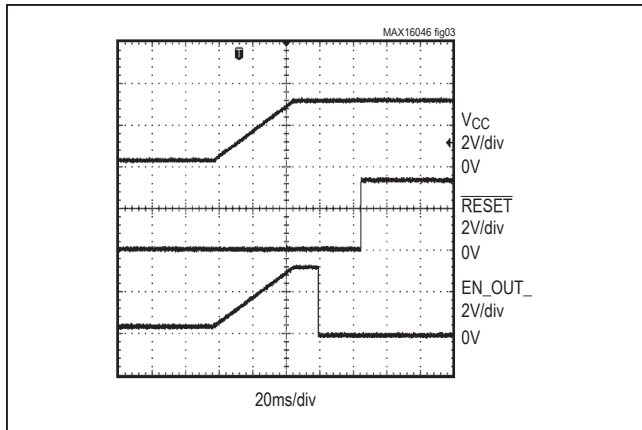 MAX16046 fig03
T
VCC
2V/div
0V
RESET
2V/div
0V
EN_OUT_
2V/div
0V
20ms/div